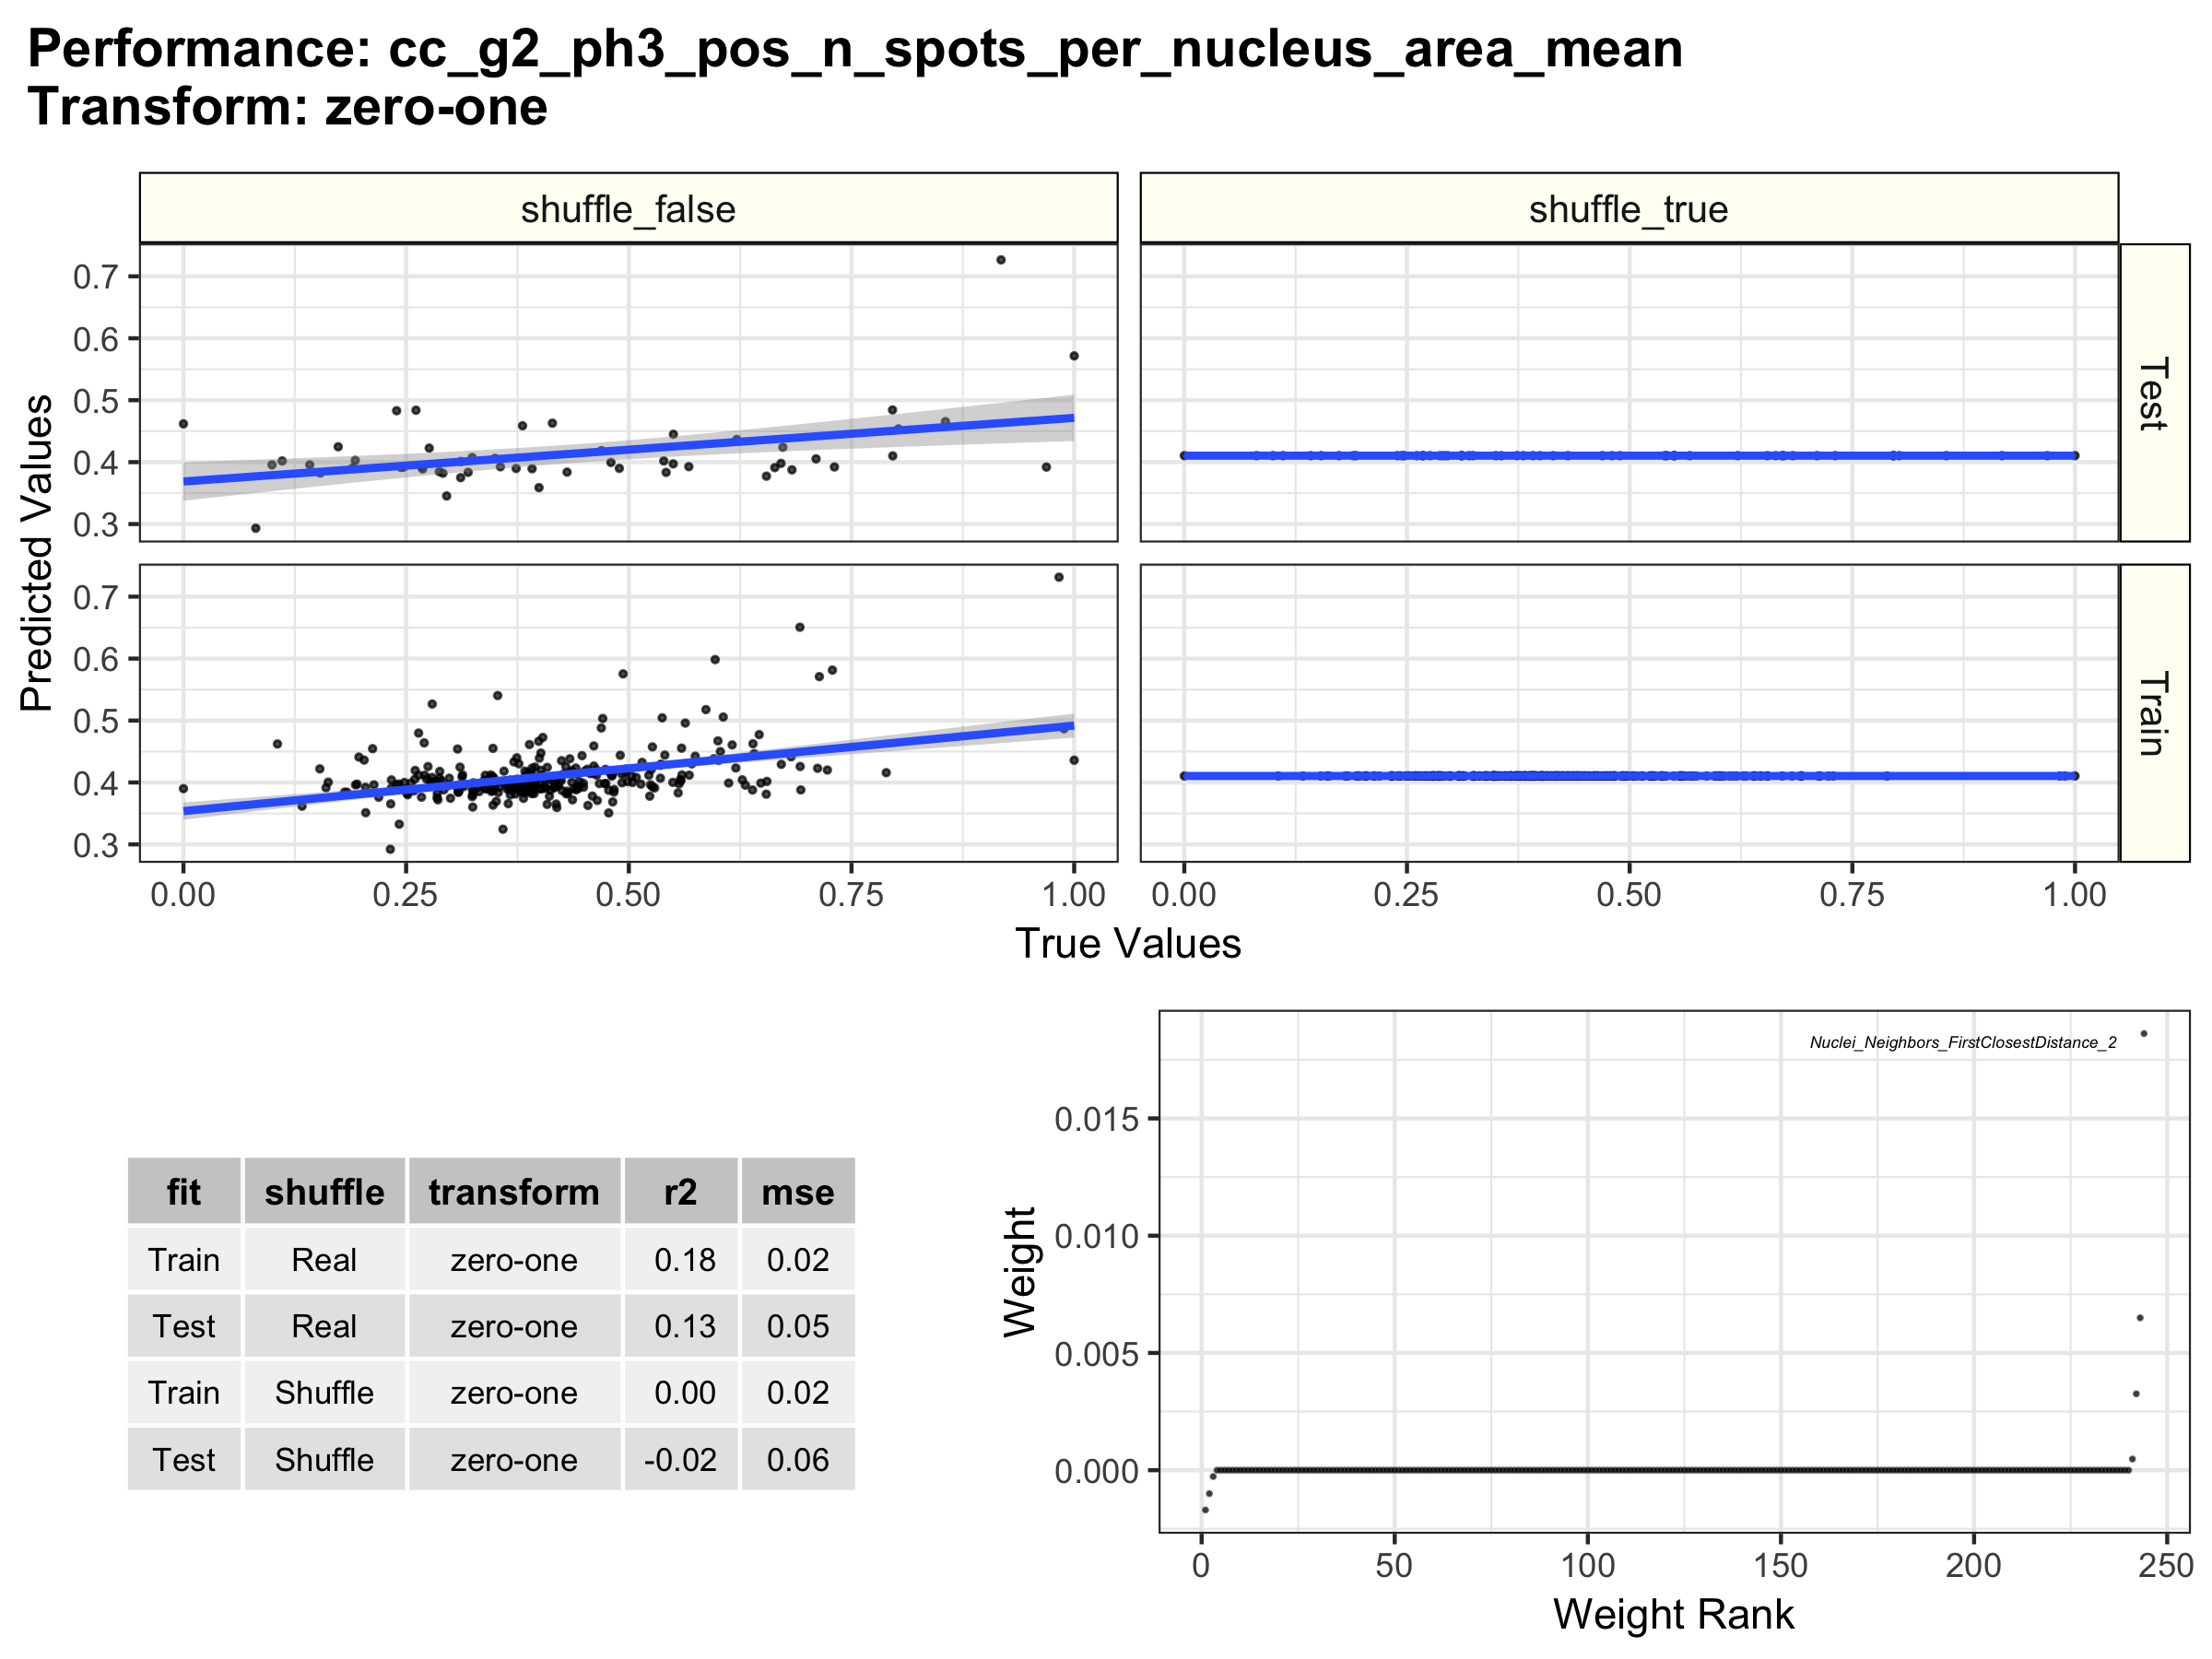 Performance: cc_g2_ph3_pos_n_spots_per_nucleus_area_mean
Transform: zero-one
shuffle_false
shuffle_true
Predicted Values
0.7
0.6
0.5
0.4
0.3
Test
0.7
0.6
0.5
0.4
0.3
Train
0.00 0.25 0.50 0.75 1.00
0.00 0.25 0.50 0.75 1.00
True Values
fit shuffle transform r2 mse
Train Real zero-one 0.18 0.02
Test Real zero-one 0.13 0.05
Train Shuffle zero-one 0.00 0.02
Test Shuffle zero-one -0.02 0.06
Nuclei_Neighbors_FirstClosestDistance_2
Weight
0.015
0.010
0.005
0.000
0 50 100 150 200 250
Weight Rank